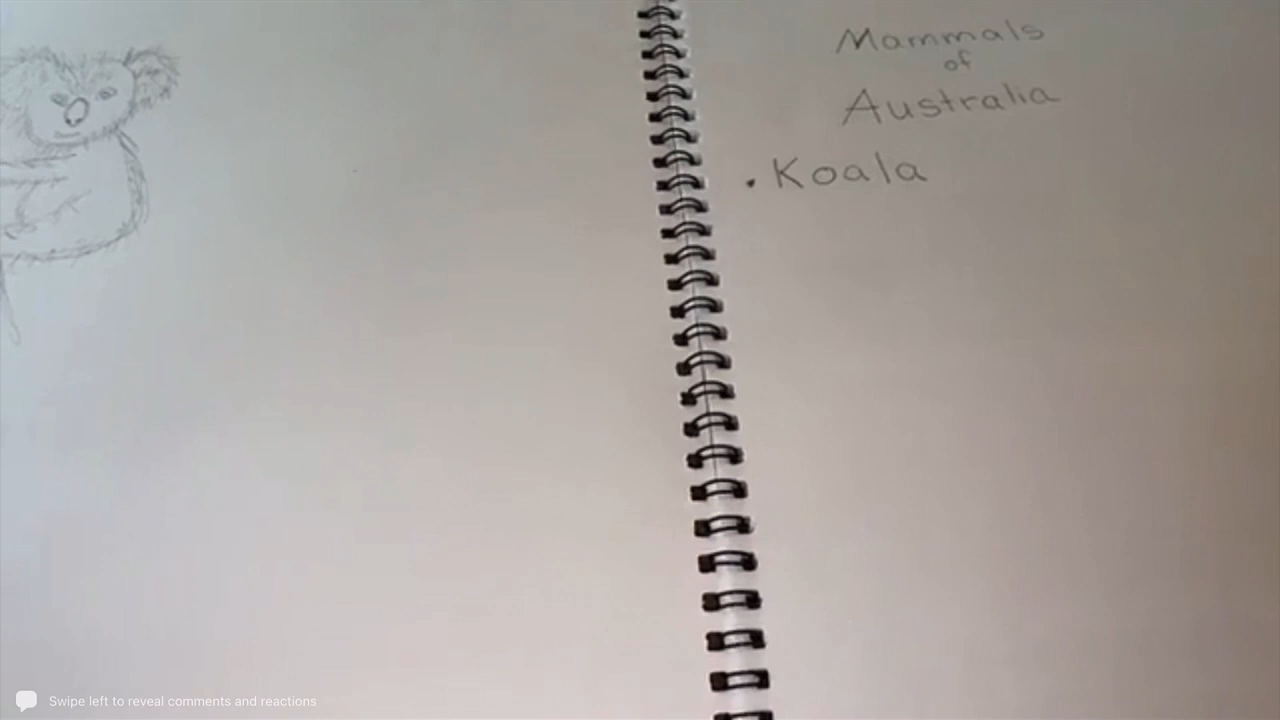 Mammals
of
Australia
. Koala
Swipe left to reveal comments and reactions